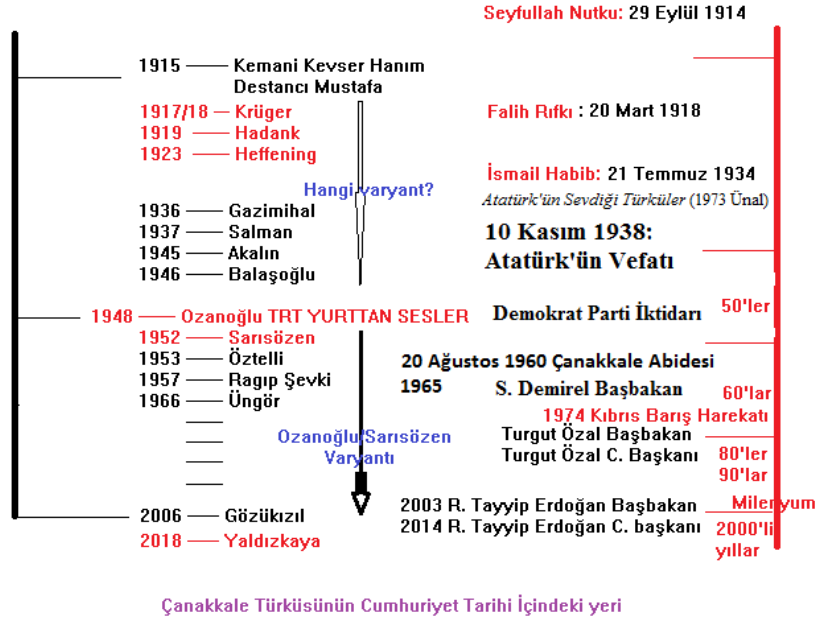 Seyfullah Nutku: 29 Eylül 1914
1915 Kemani Kevser Hanım
Destancı Mustafa
1917/18 Krüger
1919 Hadank
1923 Heffening
Hangi varyant?
1936 Gazimihal
1937 Salman
1945 Akalın
1946 Balaşoğlu
1948 Ozanoğlu TRT YURTTAN SESLER
1952 Sarısözen
1953 Öztelli
1957 Ragıp Şevki
1966 Üngör
Ozanoğlu/Sarısözen
Varyantı
2006 Gözükızıl
2018 Yaldızkaya
Falih Rıfkı : 20 Mart 1918
İsmail Habib: 21 Temmuz 1934
Atatürk'ün Sevdiği Türküler (1973 Ünal)
10 Kasım 1938:
Atatürk'ün Vefatı
Demokrat Parti İktidarı 50'ler
20 Ağustos 1960 Çanakkale Abidesi
1965 S. Demirel Başbakan 60'lar
1974 Kıbrıs Barış Harekatı
Turgut Özal Başbakan
Turgut Özal C. Başkanı 80'ler
90'lar
2003 R. Tayyip Erdoğan Başbakan Milenyum
2014 R. Tayyip Erdoğan C. başkanı 2000'li
yıllar
Çanakkale Türküsünün Cumhuriyet Tarihi İçindeki yeri